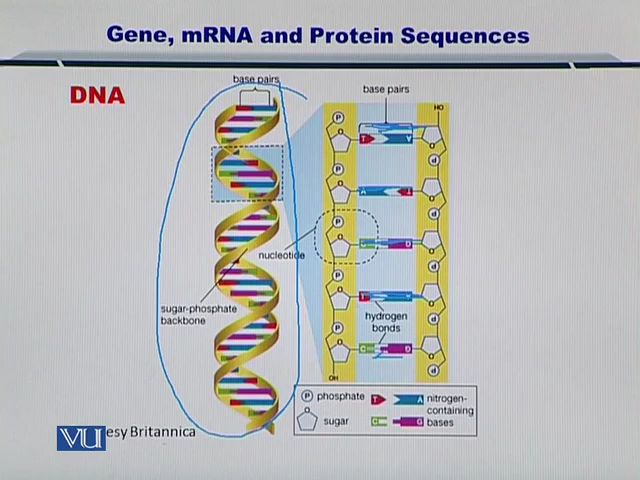 Gene, mRNA and Protein Sequences
DNA
base pairs
base pairs
HO
P
P
P
P
P
O
O
O
O
O
T
A
A
T
C
G
T
A
C
G
nucleotide
sugar-phosphate
backbone
hydrogen
bonds
OH
P phosphate
sugar
T A
C G
nitrogen-
containing
bases
VU
esy Britannica